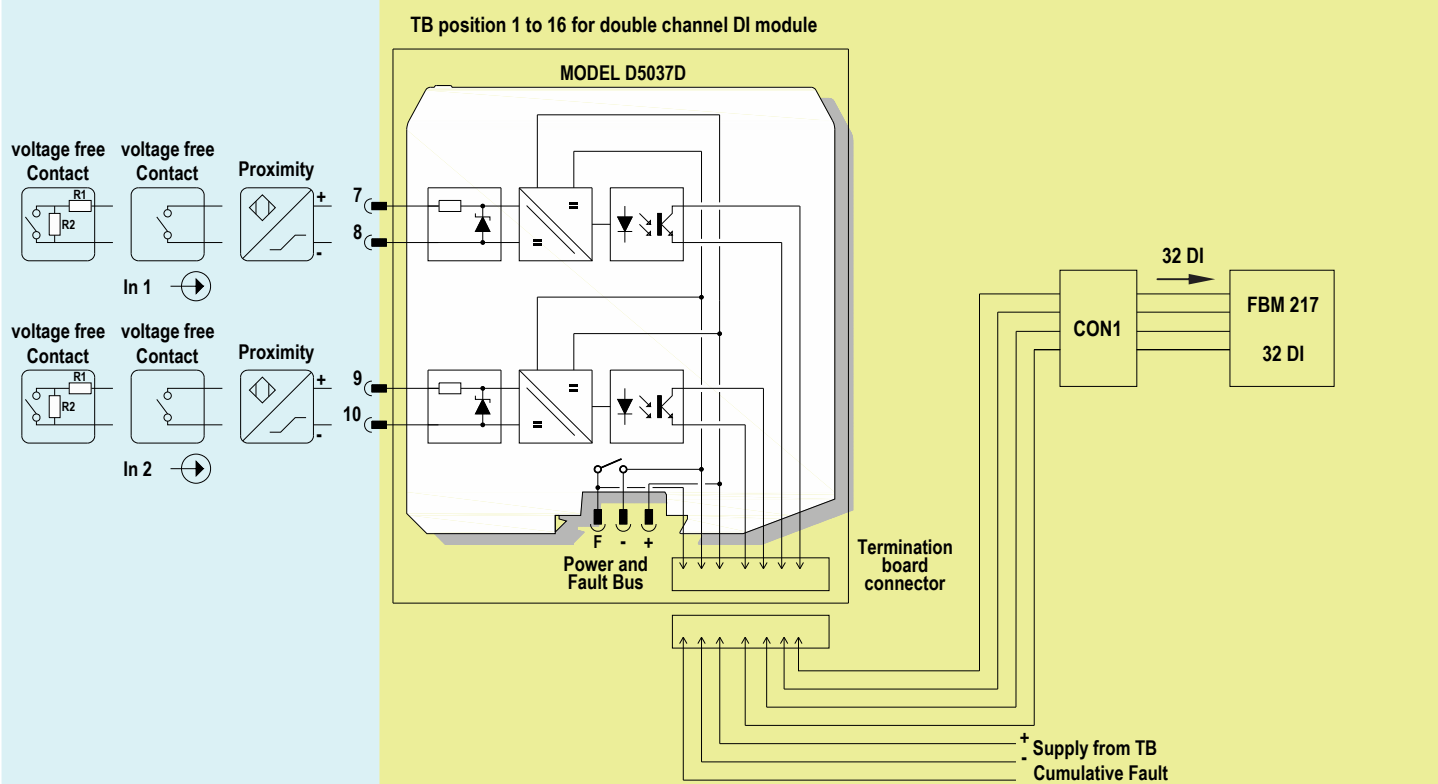 TB position 1 to 16 for double channel DI module
MODEL D5037D
voltage free
Contact
voltage free
Contact
Proximity
R1
R2
+
-
7
8
In 1
voltage free
Contact
voltage free
Contact
Proximity
R1
R2
+
-
9
10
In 2
=
=
=
=
F - +
Power and
Fault Bus
Termination
board
connector
32 DI
CON1
FBM 217
32 DI
+
-
Supply from TB
Cumulative Fault